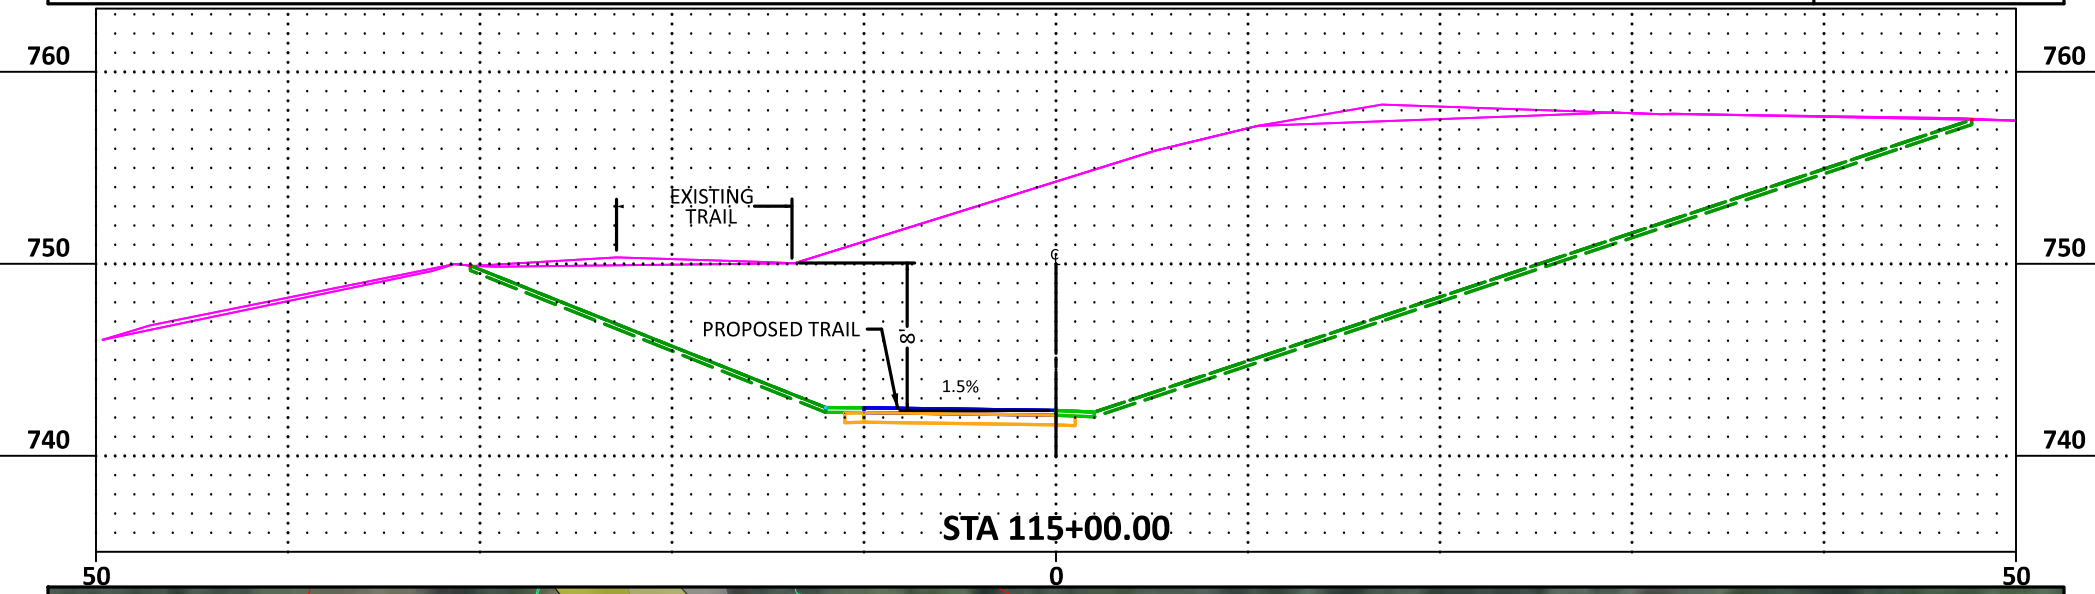 760
760
EXISTING
TRAIL
750
750
C
PROPOSED TRAIL
8'
1.5%
740
740
STA 115+00.00
50
0
50